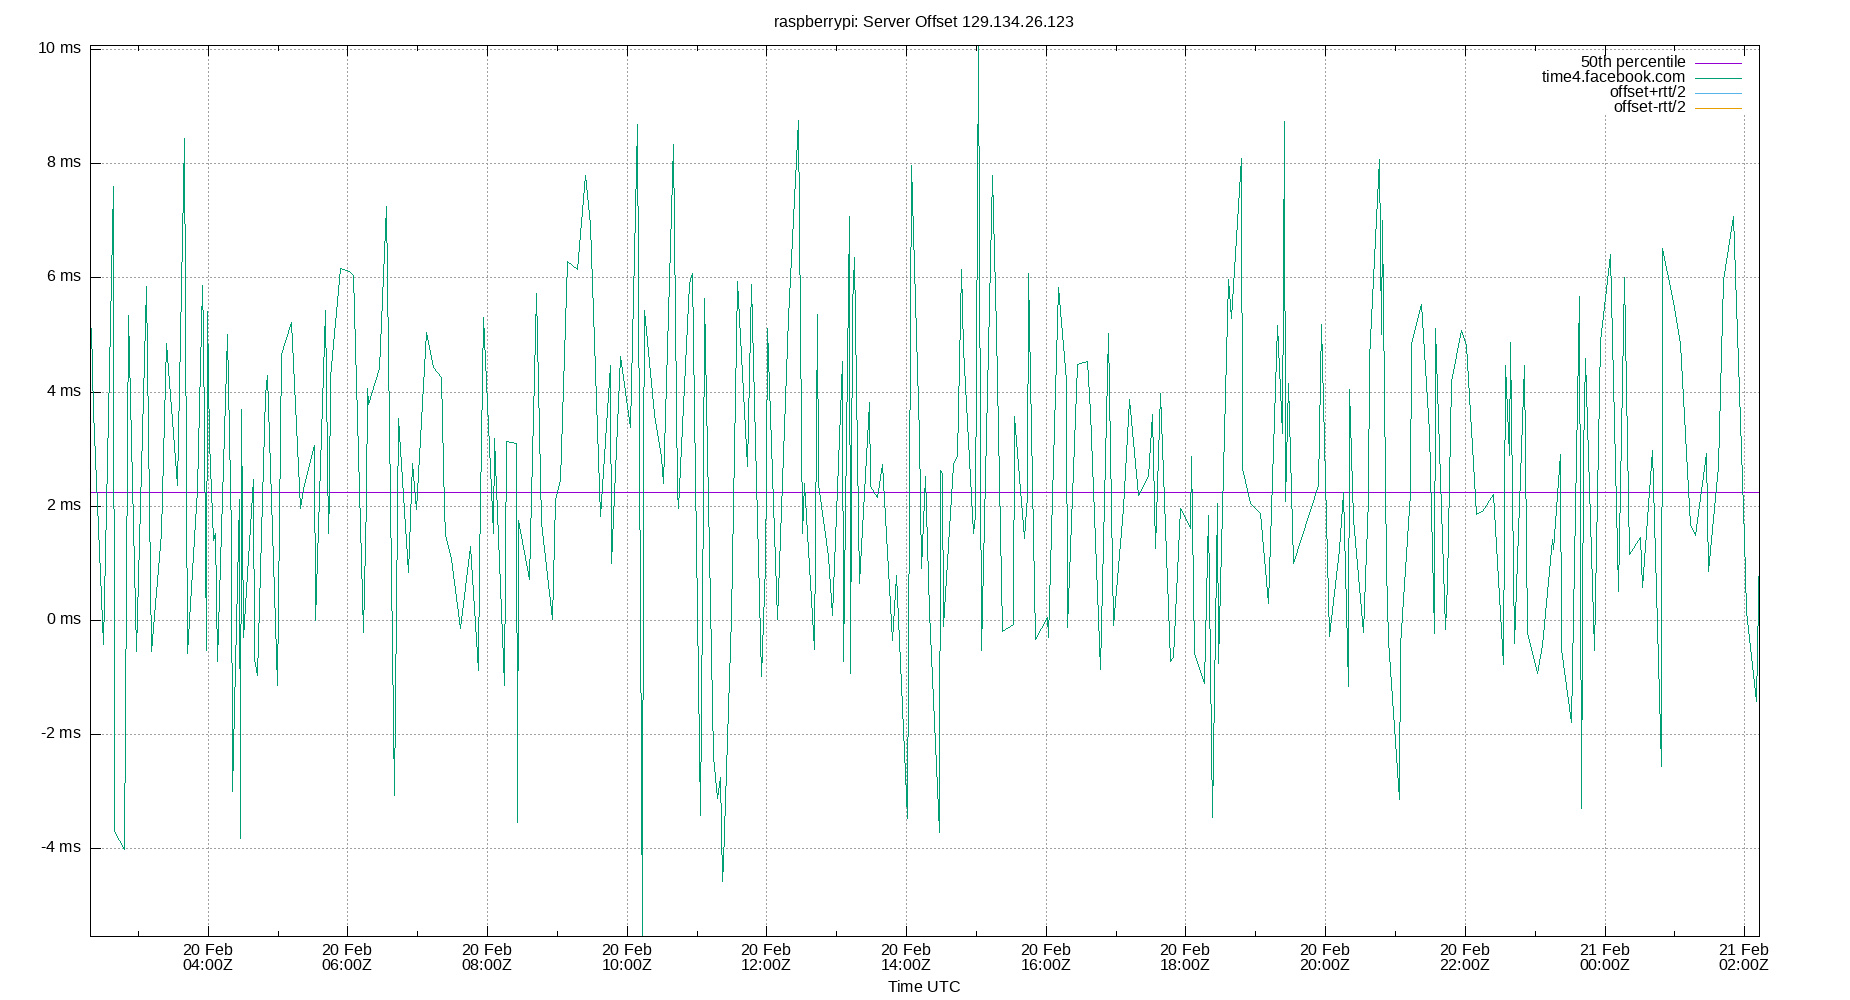 raspberrypi: Server Offset 129.134.26.123
10 ms
8 ms
6 ms
4 ms
2 ms
0 ms
-2 ms
-4 ms
50th percentile
time4.facebook.com
offset+rtt/2
offset-rtt/2
20 Feb
04:00Z
20 Feb
06:00Z
20 Feb
08:00Z
20 Feb
10:00Z
20 Feb
12:00Z
20 Feb
14:00Z
20 Feb
16:00Z
20 Feb
18:00Z
20 Feb
20:00Z
20 Feb
22:00Z
21 Feb
00:00Z
21 Feb
02:00Z
Time UTC